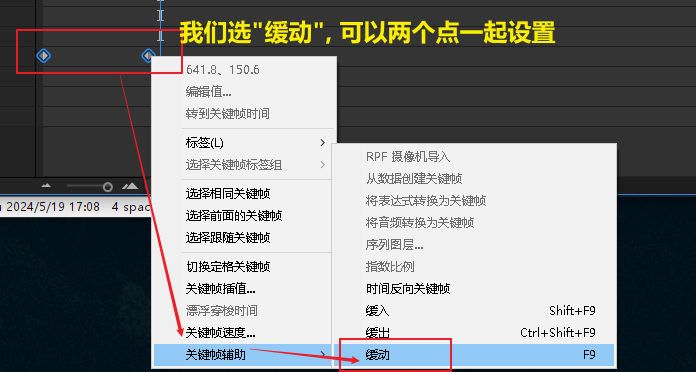 我们选"缓动", 可以两个点一起设置
641.8、150.6
编辑值...
转到关键帧时间
标签(L)
选择关键帧标签组
选择相同关键帧
选择前面的关键帧
选择跟随关键帧
切换定格关键帧
关键帧插值...
漂浮穿梭时间
关键帧速度...
关键帧辅助
RPF 摄像机导入
从数据创建关键帧
将表达式转换为关键帧
将音频转换为关键帧
序列图层...
指数比例
时间反向关键帧
缓入 Shift+F9
缓出 Ctrl+Shift+F9
缓动 F9
2024/5/19 17:08 4 spac